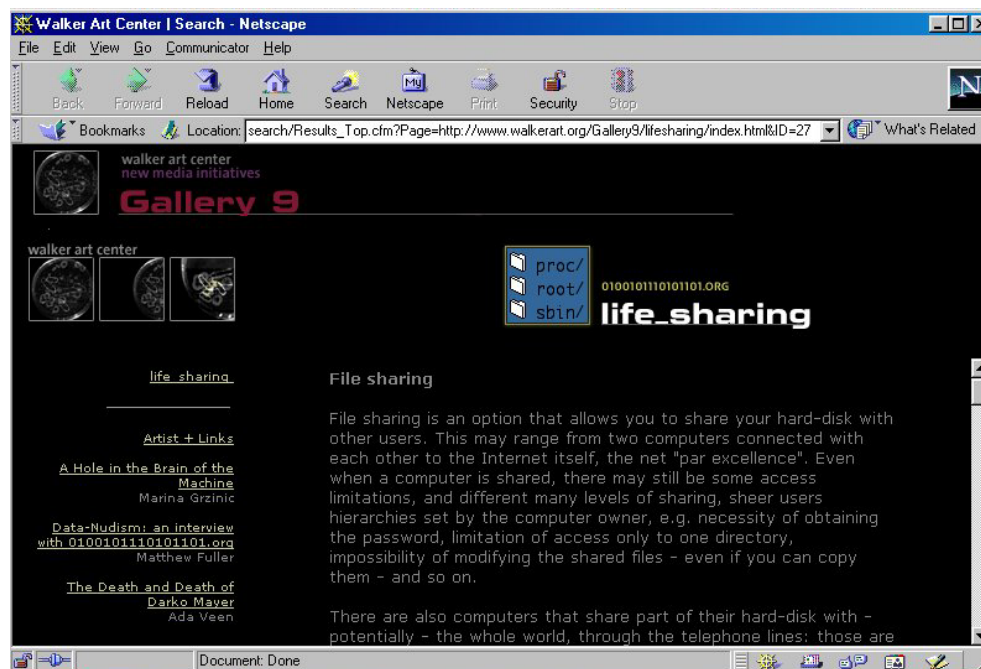 Walker Art Center | Search - Netscape
File Edit View Go Communicator Help
Back Forward Reload Home Search Netscape Print Security Stop
Bookmarks Location: search/Results_Top.cfm?Page=http://www.walkerart.org/Gallery9/lifesharing/index.html&ID=27 What's Related
walker art center
new media initiatives
Gallery 9
walker art center
proc/
root/
sbin/
0100101110101101.ORG
life_sharing
life_sharing
Artist + Links
A Hole in the Brain of the
Machine
Marina Grzinic
Data-Nudism: an interview
with 0100101110101101.org
Matthew Fuller
The Death and Death of
Darko Maver
Ada Veen
File sharing
File sharing is an option that allows you to share your hard-disk with
other users. This may range from two computers connected with
each other to the Internet itself, the net "par excellence". Even
when a computer is shared, there may still be some access
limitations, and different many levels of sharing, sheer users
hierarchies set by the computer owner, e.g. necessity of obtaining
the password, limitation of access only to one directory,
impossibility of modifying the shared files - even if you can copy
them - and so on.
There are also computers that share part of their hard-disk with -
potentially - the whole world, through the telephone lines: those are
Document: Done